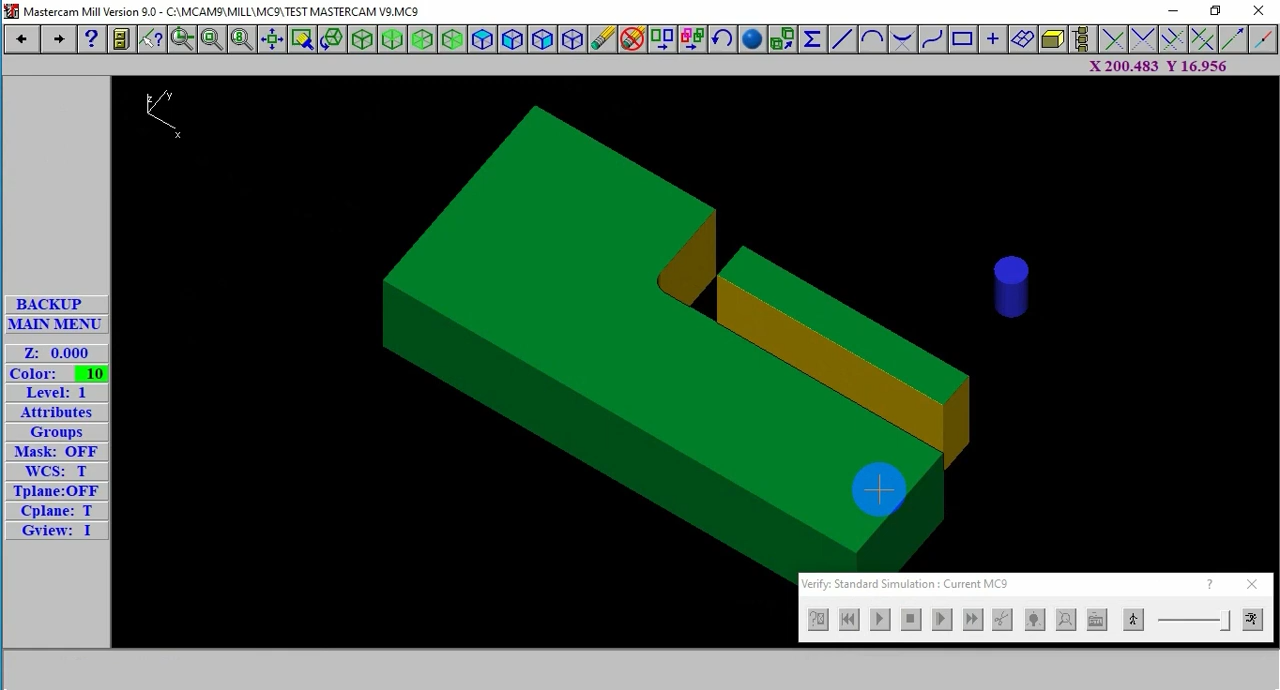 Mastercam Mill Version 9.0 - C:\MCAM9\MILL\MC9\TEST MASTERCAM V9.MC9
X 200.483 Y 16.956
z
y
x
BACKUP
MAIN MENU
Z: 0.000
Color: 10
Level: 1
Attributes
Groups
Mask: OFF
WCS: T
Tplane:OFF
Cplane: T
Gview: I
Verify: Standard Simulation : Current MC9